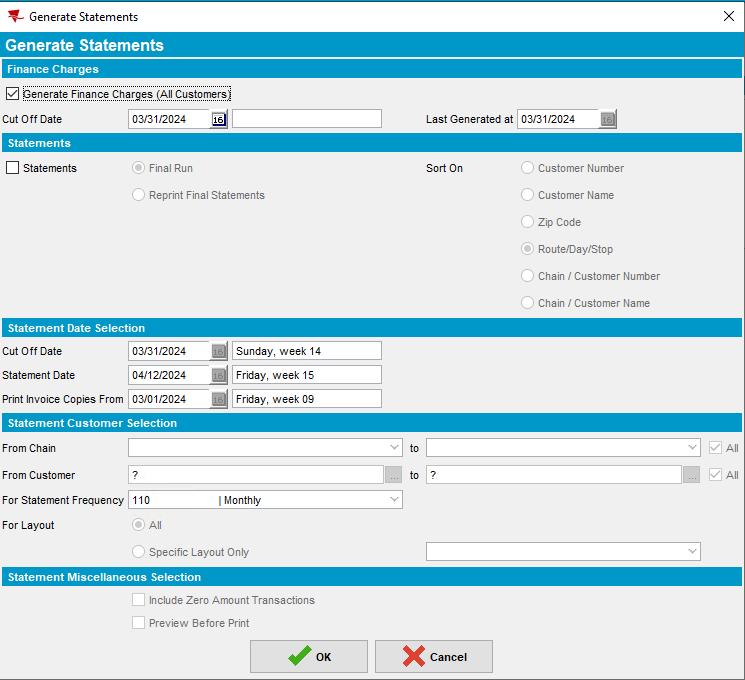 Generate Statements
Generate Statements
Finance Charges
Generate Finance Charges (All Customers)
Cut Off Date 03/31/2024 16 Last Generated at 03/31/2024 16
Statements
Statements Final Run Sort On Customer Number
Reprint Final Statements Customer Name
Zip Code
Route/Day/Stop
Chain / Customer Number
Chain / Customer Name
Statement Date Selection
Cut Off Date 03/31/2024 16 Sunday, week 14
Statement Date 04/12/2024 16 Friday, week 15
Print Invoice Copies From 03/01/2024 16 Friday, week 09
Statement Customer Selection
From Chain to All
From Customer ? ... to ? ... All
For Statement Frequency 110 | Monthly
For Layout All
Specific Layout Only
Statement Miscellaneous Selection
Include Zero Amount Transactions
Preview Before Print
OK Cancel